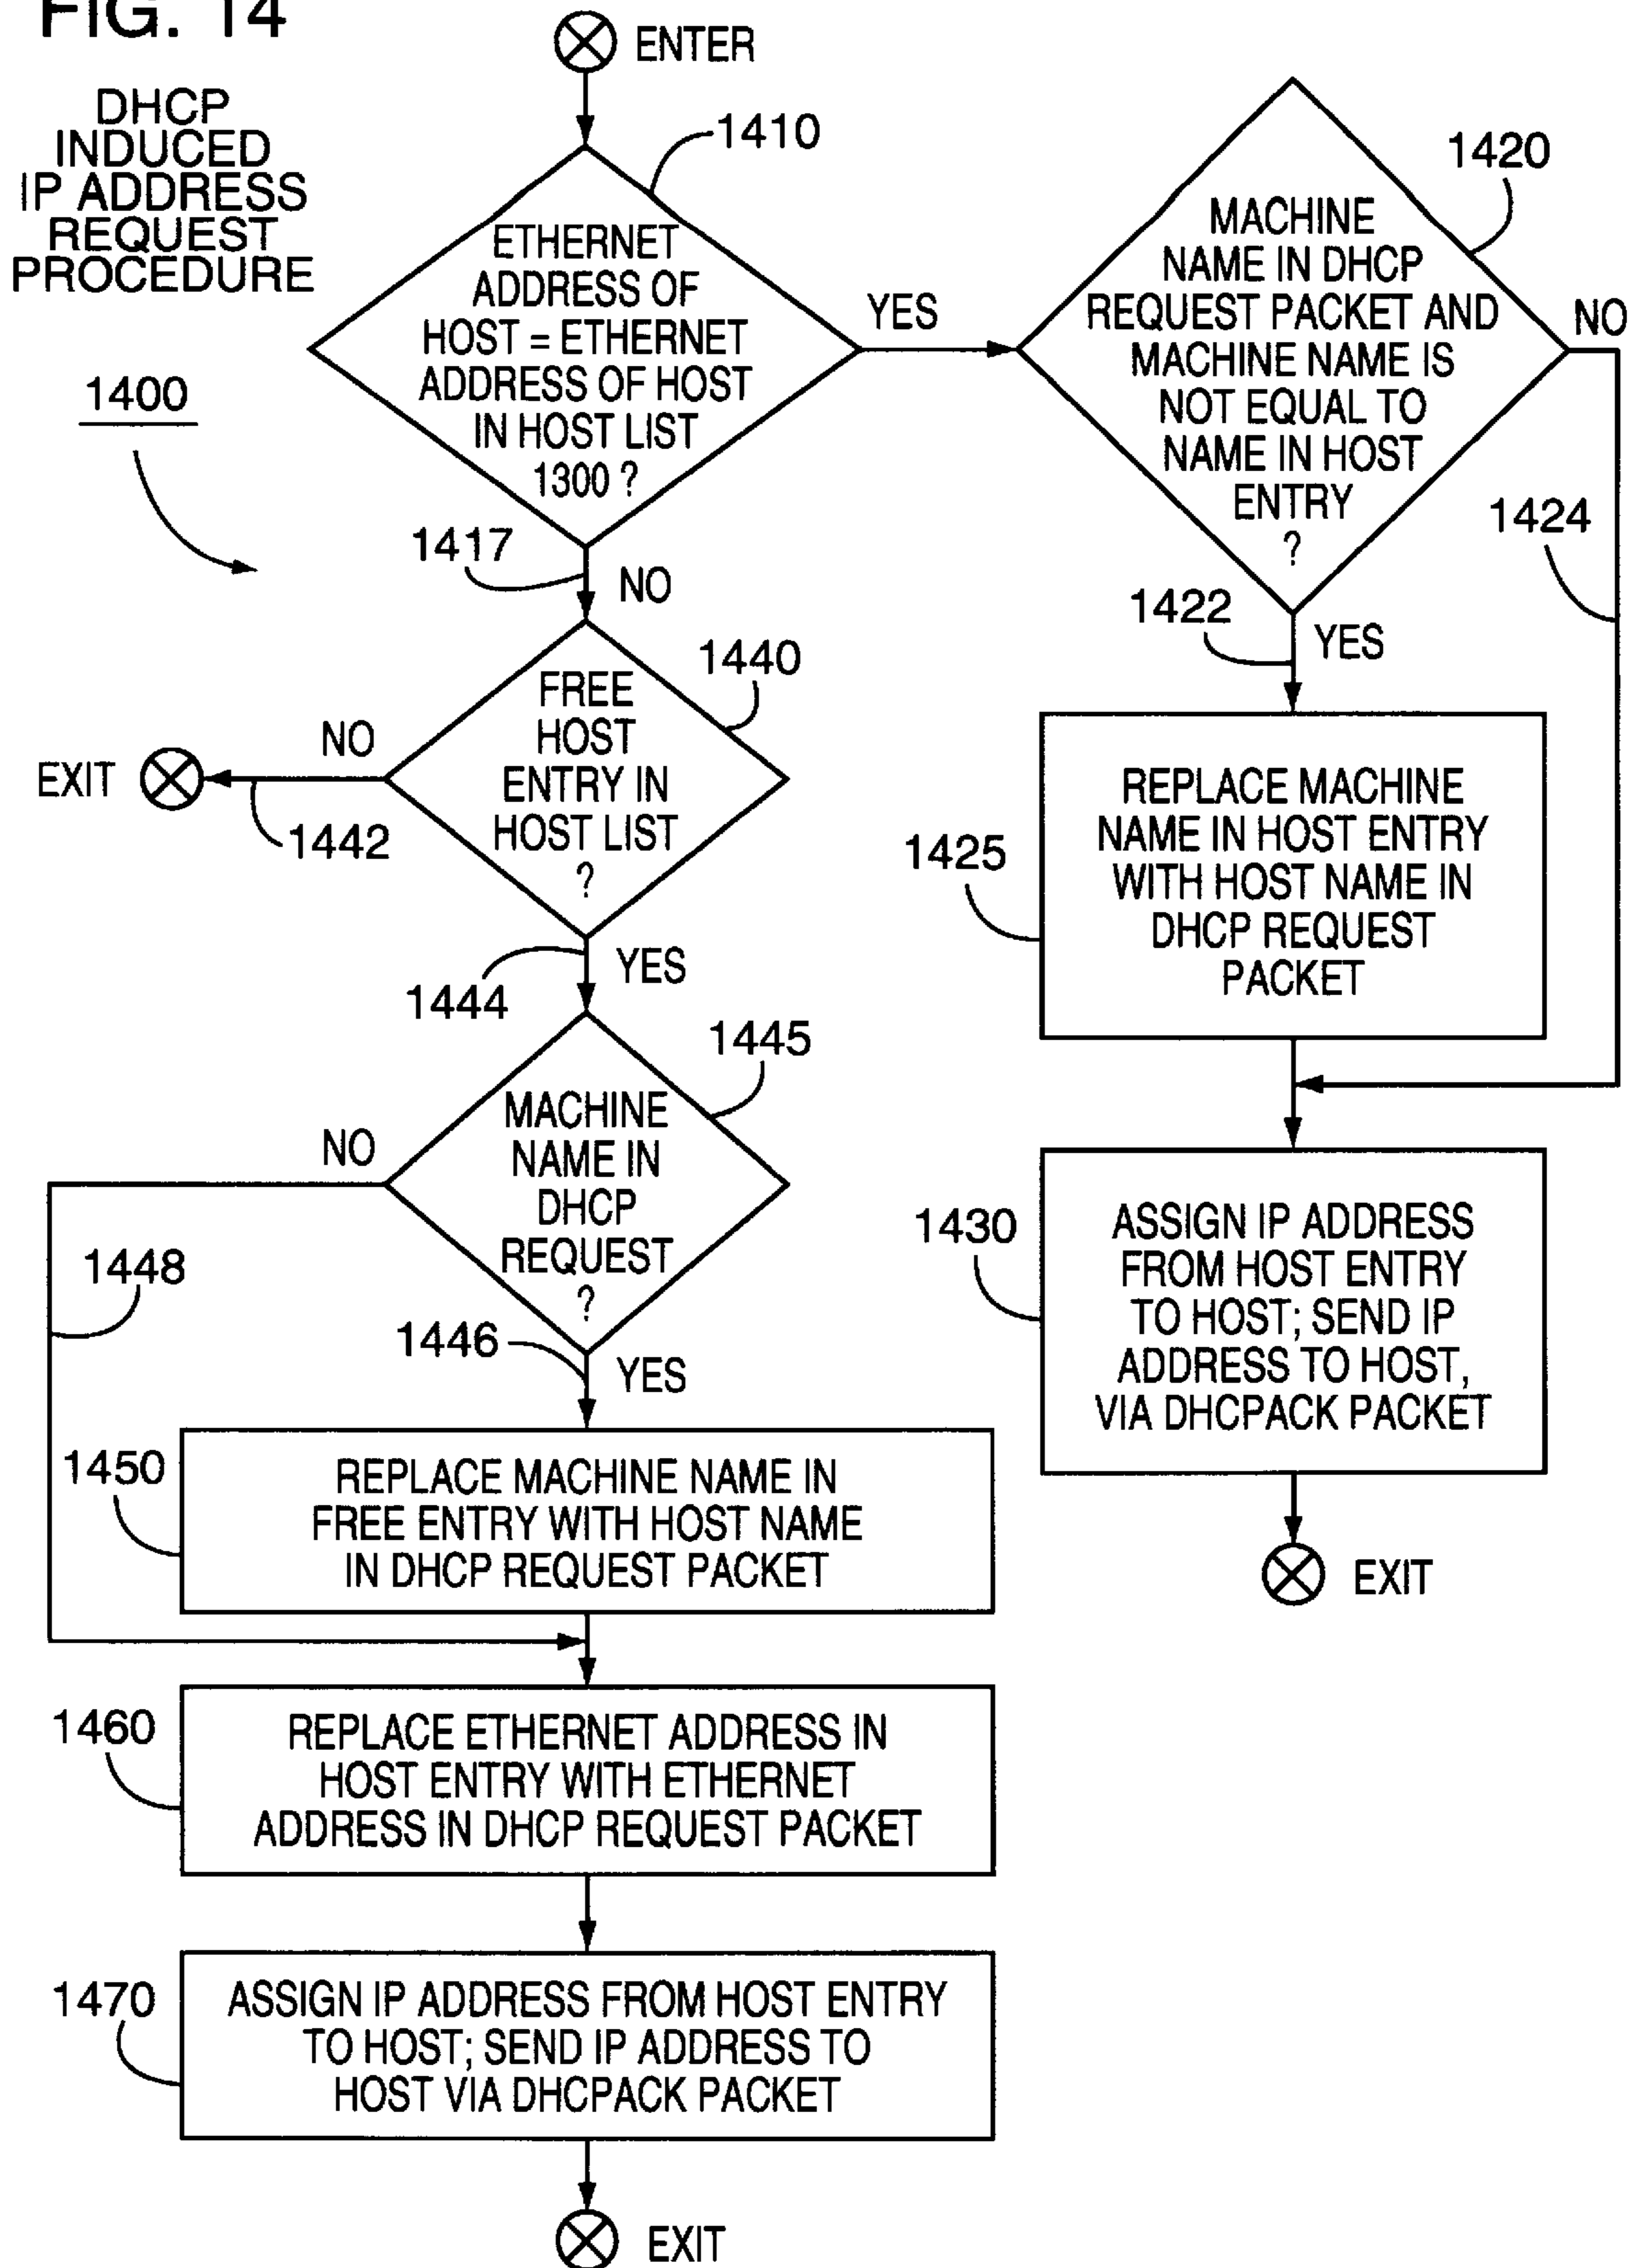 FIG. 14
DHCP
INDUCED
IP ADDRESS
REQUEST
PROCEDURE
1400
ENTER
1410
ETHERNET
ADDRESS OF
HOST = ETHERNET
ADDRESS OF HOST
IN HOST LIST
1300 ?
YES
1417
NO
1420
MACHINE
NAME IN DHCP
REQUEST PACKET AND
MACHINE NAME IS
NOT EQUAL TO
NAME IN HOST
ENTRY
?
NO
1424
1422
YES
1425
REPLACE MACHINE
NAME IN HOST ENTRY
WITH HOST NAME IN
DHCP REQUEST
PACKET
1430
ASSIGN IP ADDRESS
FROM HOST ENTRY
TO HOST; SEND IP
ADDRESS TO HOST,
VIA DHCPACK PACKET
EXIT
1440
FREE
HOST
ENTRY IN
HOST LIST
?
NO
EXIT
1442
1444
YES
1445
MACHINE
NAME IN
DHCP
REQUEST
?
NO
1448
1446
YES
1450
REPLACE MACHINE NAME IN
FREE ENTRY WITH HOST NAME
IN DHCP REQUEST PACKET
1460
REPLACE ETHERNET ADDRESS IN
HOST ENTRY WITH ETHERNET
ADDRESS IN DHCP REQUEST PACKET
1470
ASSIGN IP ADDRESS FROM HOST ENTRY
TO HOST; SEND IP ADDRESS TO
HOST VIA DHCPACK PACKET
EXIT